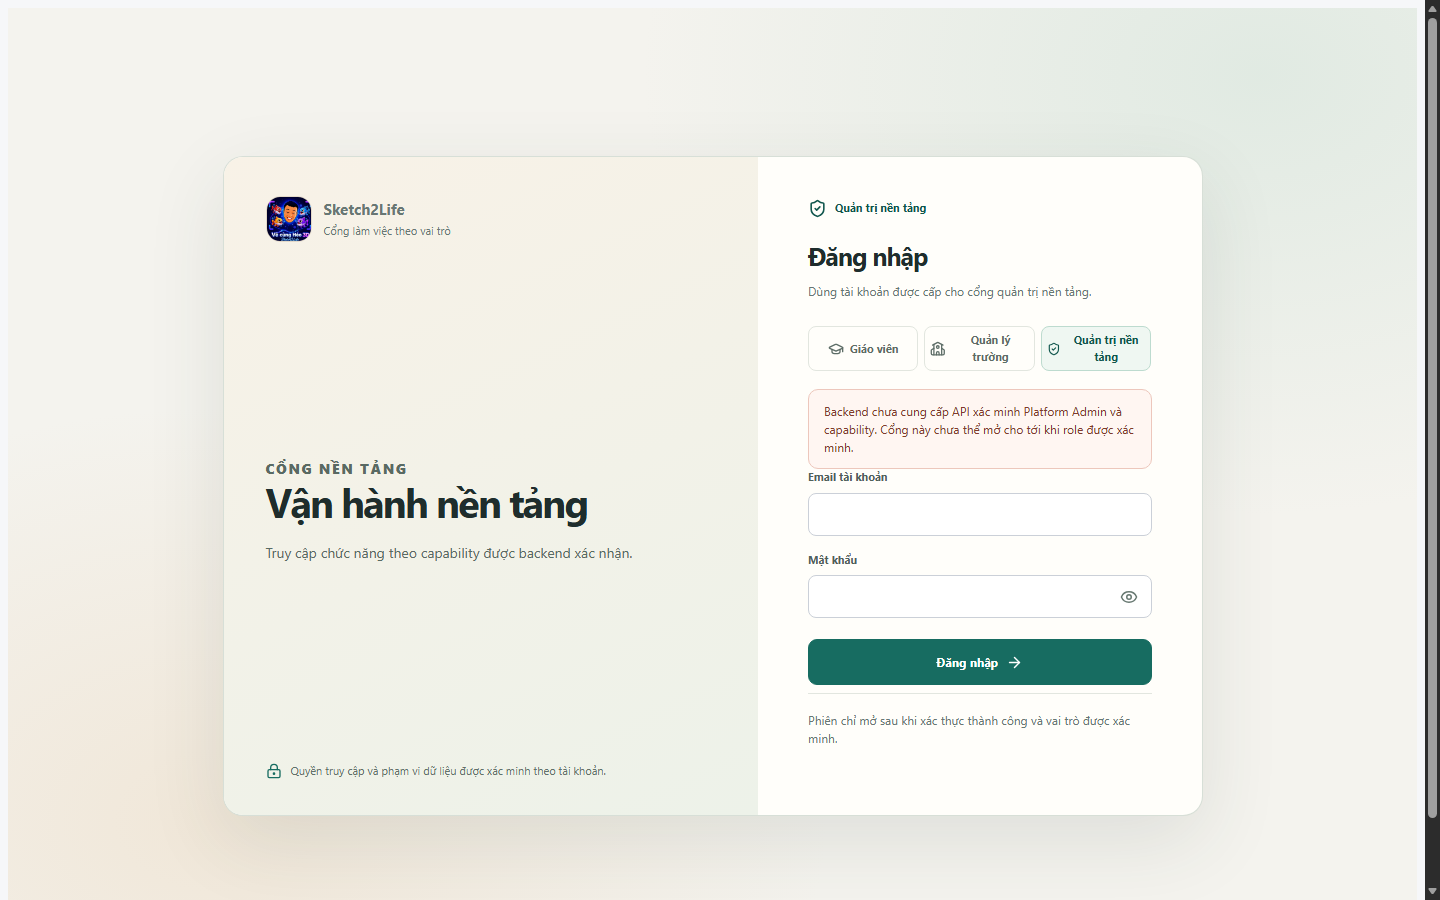 Sketch2Life
Cổng làm việc theo vai trò
CỔNG NỀN TẢNG
Vận hành nền tảng
Truy cập chức năng theo capability được backend xác nhận.
Quyền truy cập và phạm vi dữ liệu được xác minh theo tài khoản.
Quản trị nền tảng
Đăng nhập
Dùng tài khoản được cấp cho cổng quản trị nền tảng.
Giáo viên
Quản lý
trường
Quản trị nền
tảng
Backend chưa cung cấp API xác minh Platform Admin và
capability. Cổng này chưa thể mở cho tới khi role được xác
minh.
Email tài khoản
Mật khẩu
Đăng nhập
Phiên chỉ mở sau khi xác thực thành công và vai trò được xác
minh.